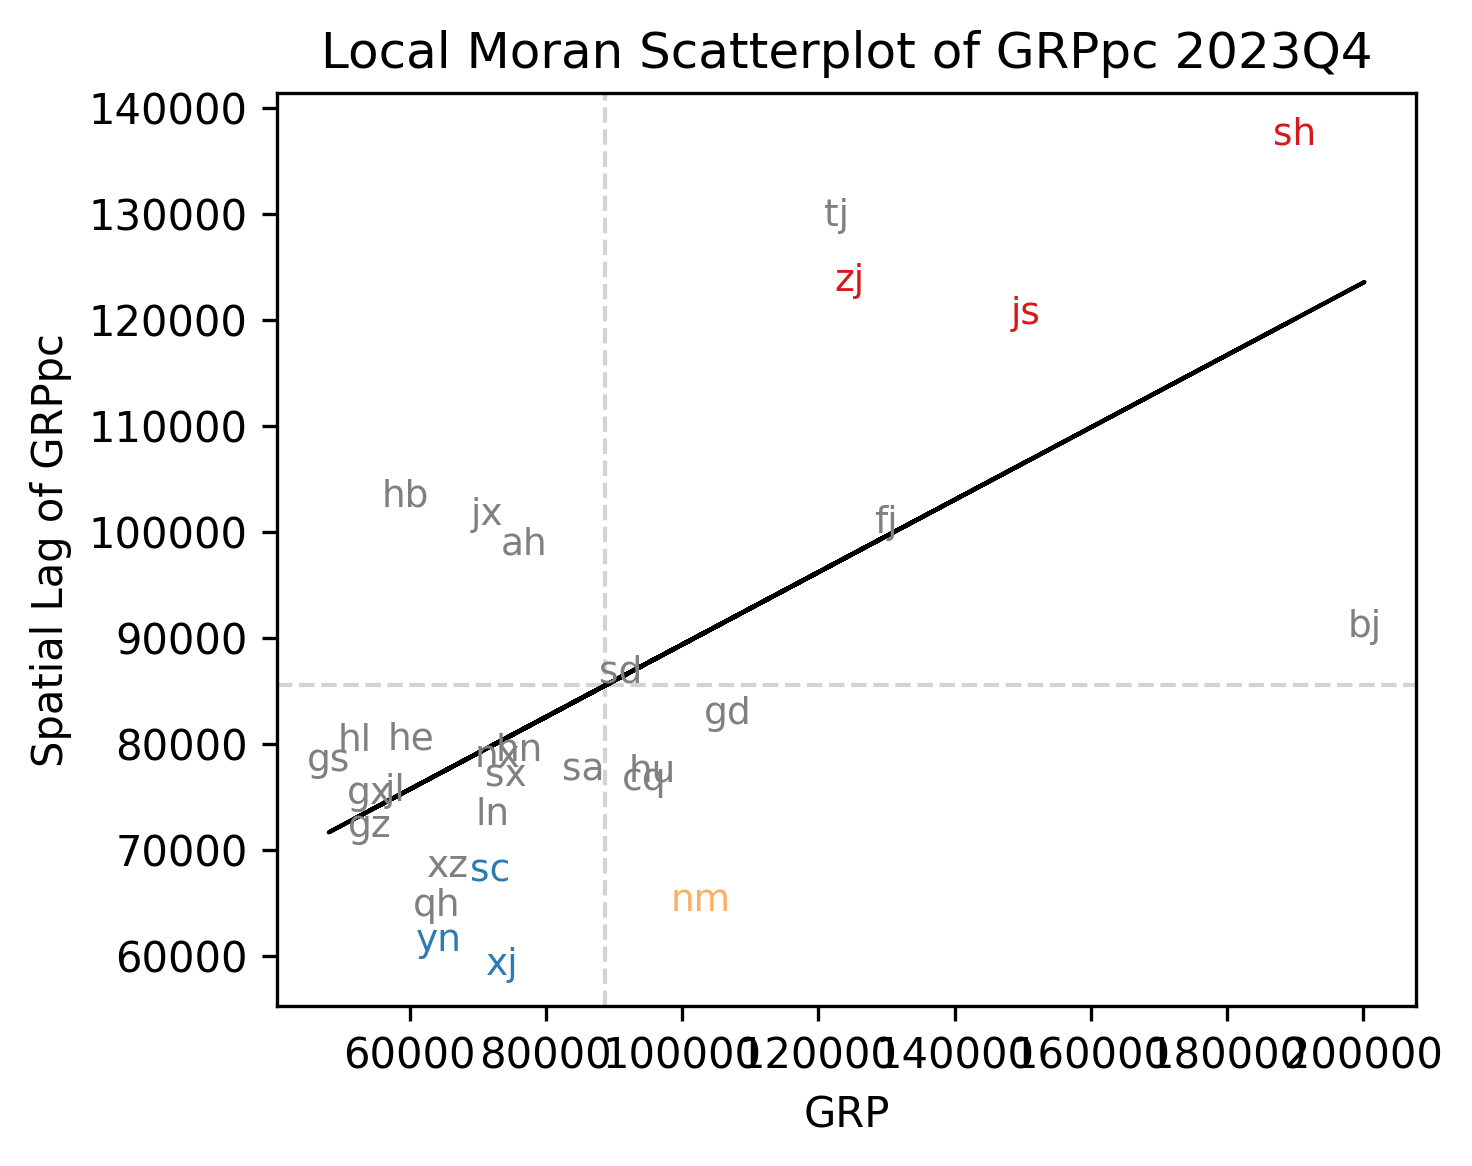 Local Moran Scatterplot of GRPpc 2023Q4
140000
130000
120000
110000
100000
90000
80000
70000
60000
Spatial Lag of GRPpc
sh
tj
zj
js
hb
jx
ah
fj
bj
sd
gd
hl
he
gs
nx
hn
sx
sa
hu
cq
gx
jl
gz
ln
xz
sc
qh
nm
yn
xj
60000
80000
100000
120000
140000
160000
180000
200000
GRP